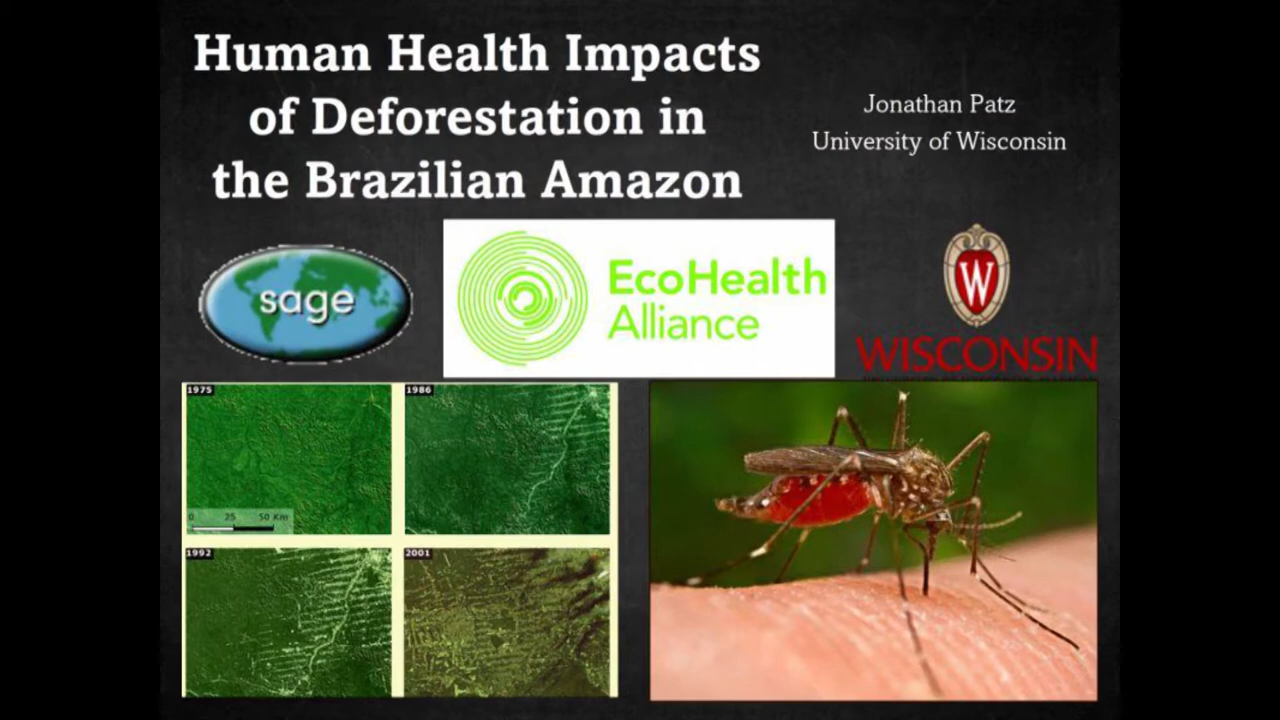 Human Health Impacts
of Deforestation in
the Brazilian Amazon
Jonathan Patz
University of Wisconsin
sage
EcoHealth
Alliance
W
WISCONSIN
1975
1986
0 25 50 Km
1992
2001